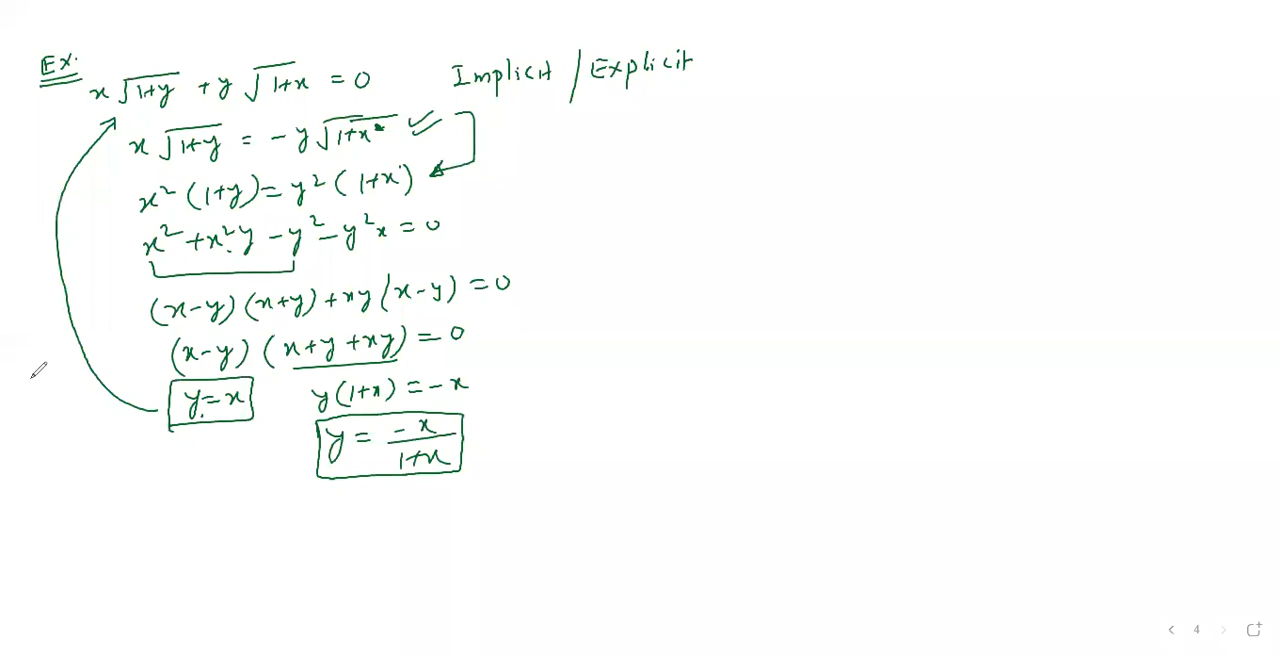 Ex.
x√(1+y) + y√(1+x) = 0 Implicit / Explicit
x√(1+y) = -y√(1+x)
x² (1+y) = y² (1+x)
x² + x²y - y² - y²x = 0
(x-y) (x+y) + xy (x-y) = 0
(x-y) (x+y+xy) = 0
y = x y(1+x) = -x
y = -x/(1+x)
4